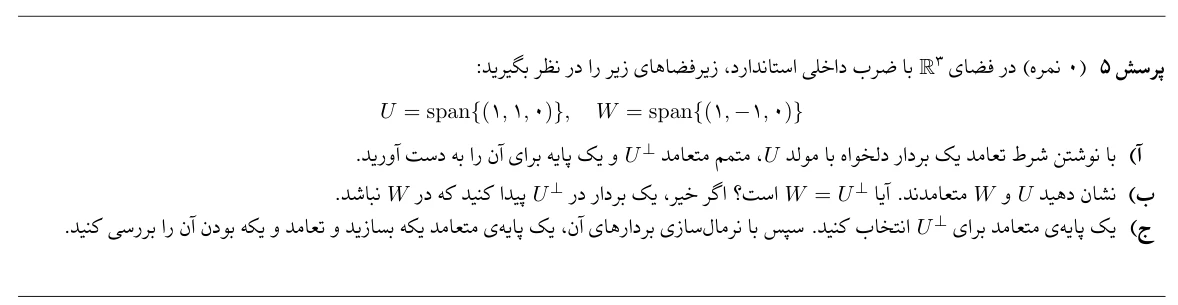 پرسش ۵ (۰ نمره) در فضای ℝ^۳ با ضرب داخلی استاندارد، زیرفضاهای زیر را در نظر بگیرید:
U = span{(۱, ۱, ۰)},   W = span{(۱, −۱, ۰)}
آ) با نوشتن شرط تعامد یک بردار دلخواه با مولد U، متمم متعامد U^⊥ و یک پایه برای آن را به دست آورید.
ب) نشان دهید U و W متعامدند. آیا W = U^⊥ است؟ اگر خیر، یک بردار در U^⊥ پیدا کنید که در W نباشد.
ج) یک پایه‌ی متعامد برای U^⊥ انتخاب کنید. سپس با نرمال‌سازی بردارهای آن، یک پایه‌ی متعامد یکه بسازید و تعامد و یکه بودن آن را بررسی کنید.